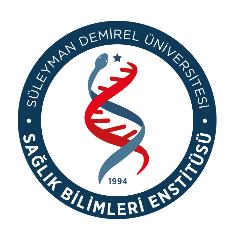 SÜLEYMAN DEMİREL ÜNİVERSİTESİ
1994
SAĞLIK BİLİMLERİ ENSTİTÜSÜ